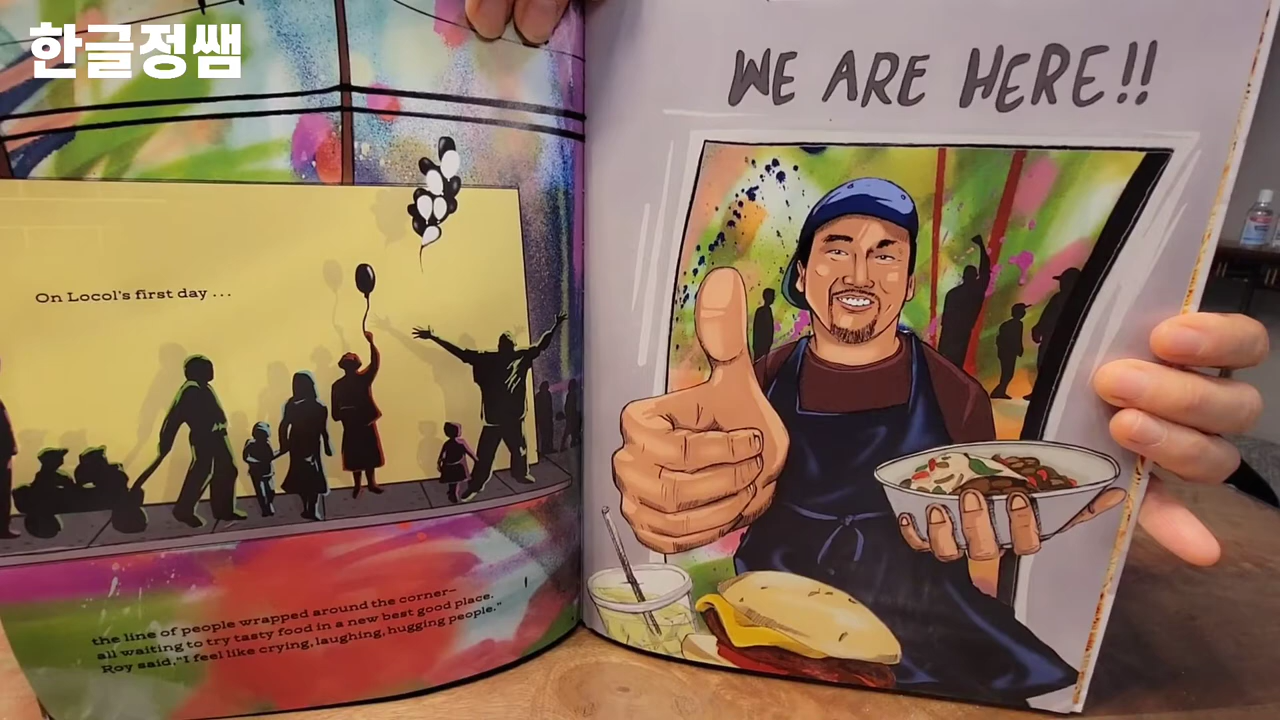 한글정쌤
On Locol's first day . . .
the line of people wrapped around the corner—
all waiting to try tasty food in a new best good place.
Roy said, "I feel like crying, laughing, hugging people."
WE ARE HERE!!